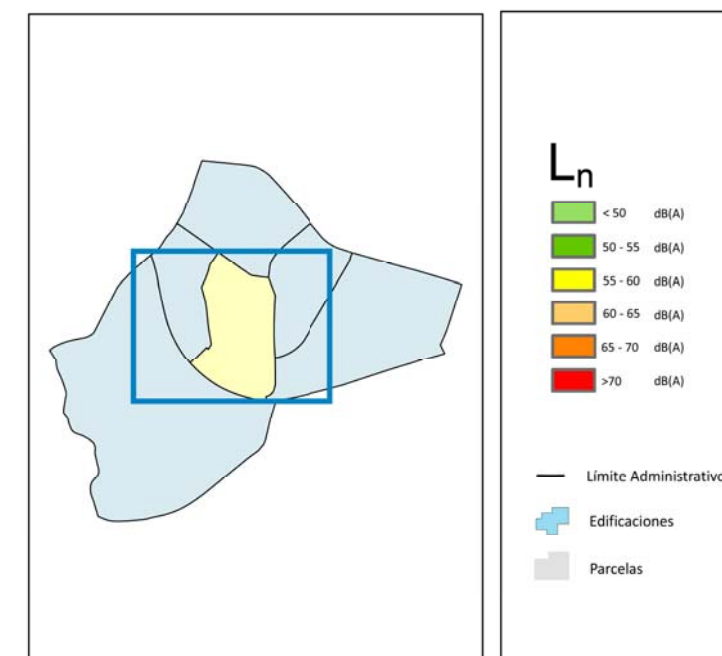 Ln
< 50 dB(A)
50 - 55 dB(A)
55 - 60 dB(A)
60 - 65 dB(A)
65 - 70 dB(A)
>70 dB(A)
Límite Administrativo
Edificaciones
Parcelas